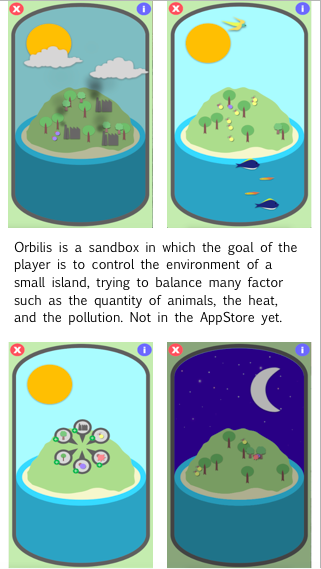 Orbilis is a sandbox in which the goal of the
player is to control the environment of a
small island, trying to balance many factor
such as the quantity of animals, the heat,
and the pollution. Not in the AppStore yet.